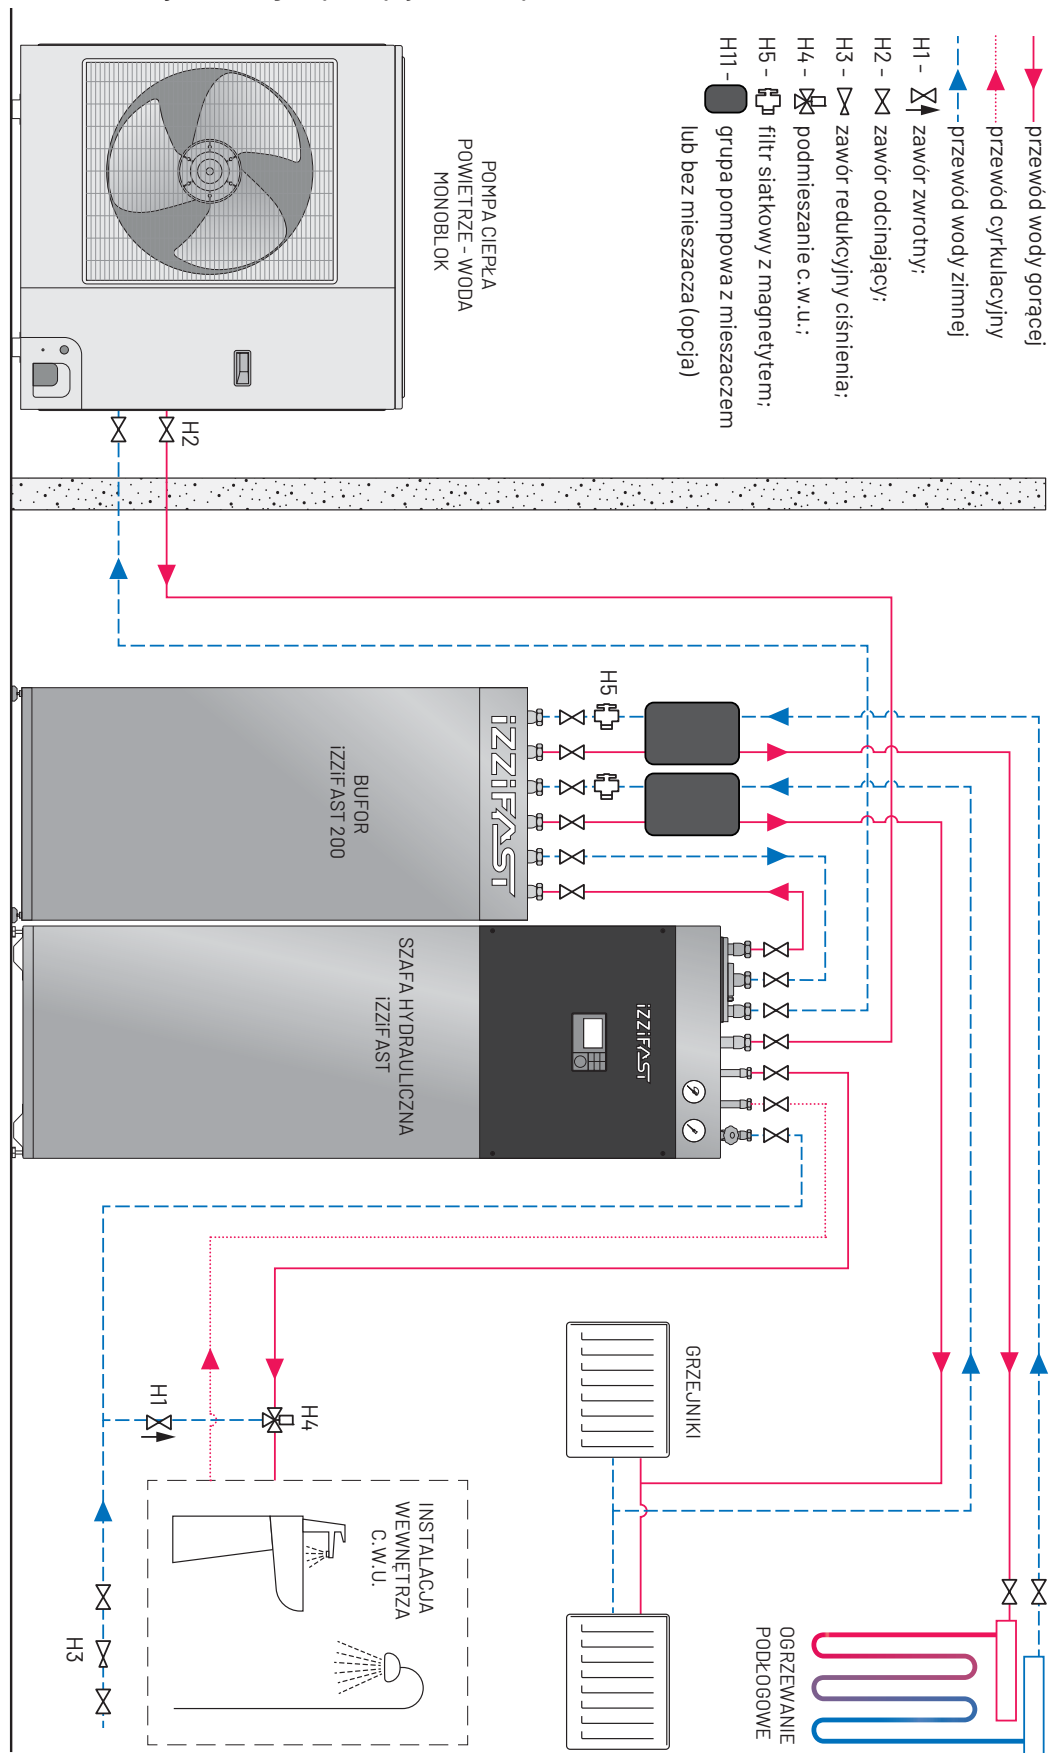 przewód wody gorącej
przewód cyrkulacyjny
przewód wody zimnej
H1 - zawór zwrotny;
H2 - zawór odcinający;
H3 - zawór redukcyjny ciśnienia;
H4 - podmieszanie c.w.u.;
H5 - filtr siatkowy z magnetytem;
H11 - grupa pompowa z mieszaczem
lub bez mieszacza (opcja)
POMPA CIEPŁA
POWIETRZE - WODA
MONOBLOK
H2
H5
iZZiFAST
BUFOR
iZZiFAST 200
iZZiFAST
SZAFA HYDRAULICZNA
iZZiFAST
H1
H4
GRZEJNIKI
INSTALACJA
WEWNĘTRZA
C.W.U.
H3
OGRZEWANIE
PODŁOGOWE